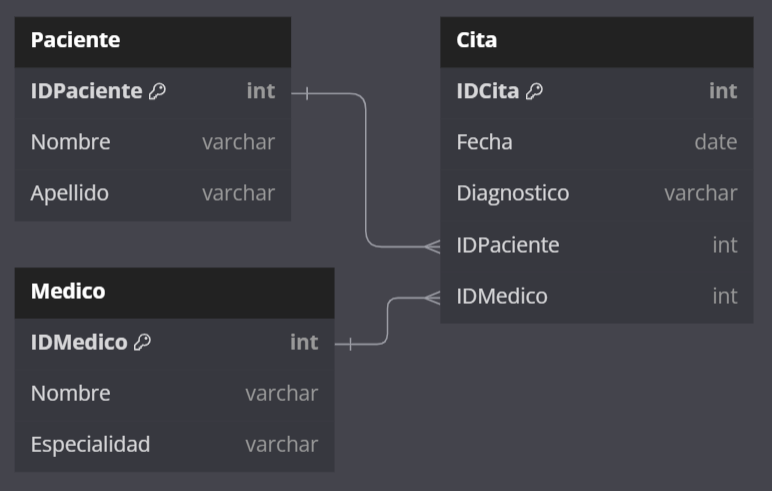 Paciente
IDPaciente int
Nombre varchar
Apellido varchar
Medico
IDMedico int
Nombre varchar
Especialidad varchar
Cita
IDCita int
Fecha date
Diagnostico varchar
IDPaciente int
IDMedico int